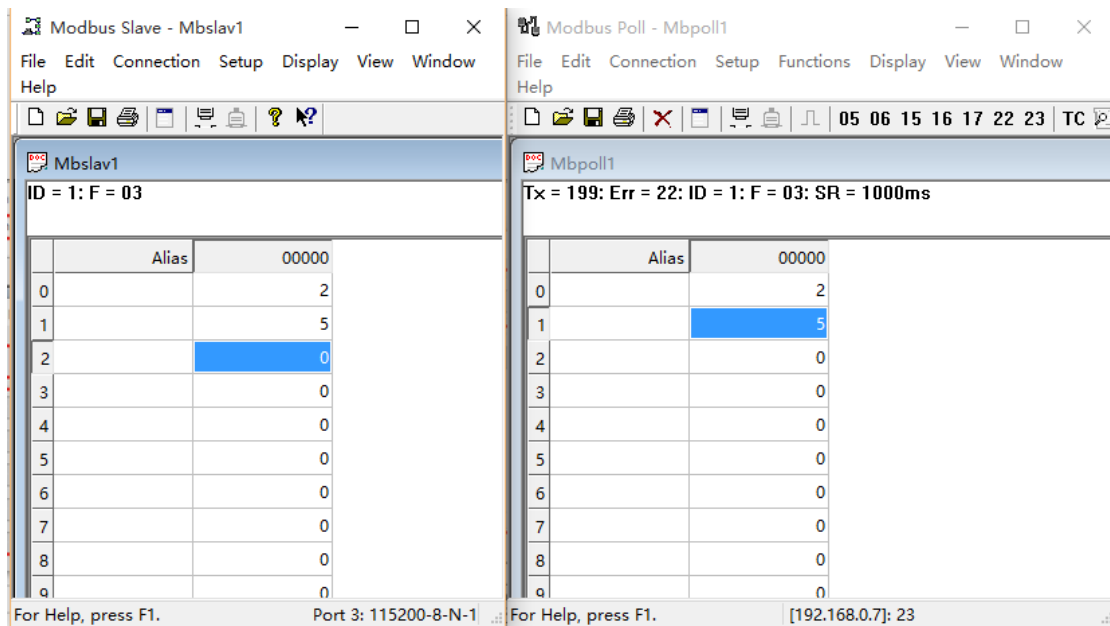 Modbus Slave - Mbslav1
File Edit Connection Setup Display View Window
Help
Mbslav1
ID = 1: F = 03
Alias 00000
0 2
1 5
2 0
3 0
4 0
5 0
6 0
7 0
8 0
9 0
For Help, press F1. Port 3: 115200-8-N-1
Modbus Poll - Mbpoll1
File Edit Connection Setup Functions Display View Window
Help
05 06 15 16 17 22 23 TC
Mbpoll1
Tx = 199: Err = 22: ID = 1: F = 03: SR = 1000ms
Alias 00000
0 2
1 5
2 0
3 0
4 0
5 0
6 0
7 0
8 0
9 0
For Help, press F1. [192.168.0.7]: 23